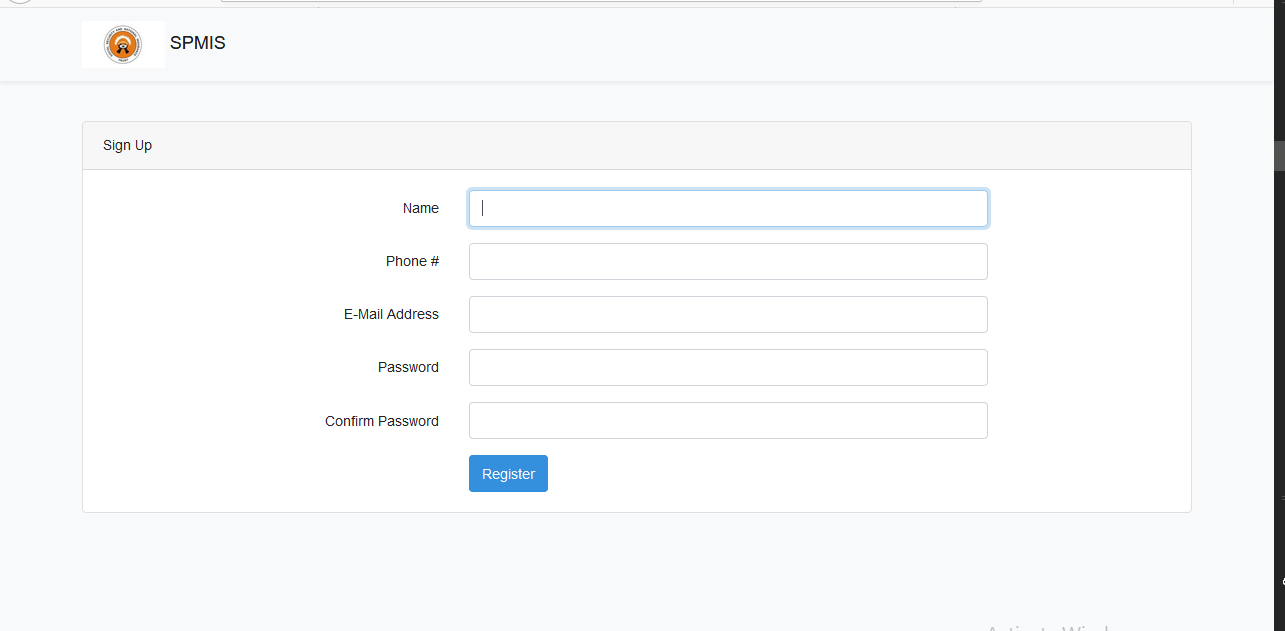 SPMIS
Sign Up
Name
Phone #
E-Mail Address
Password
Confirm Password
Register